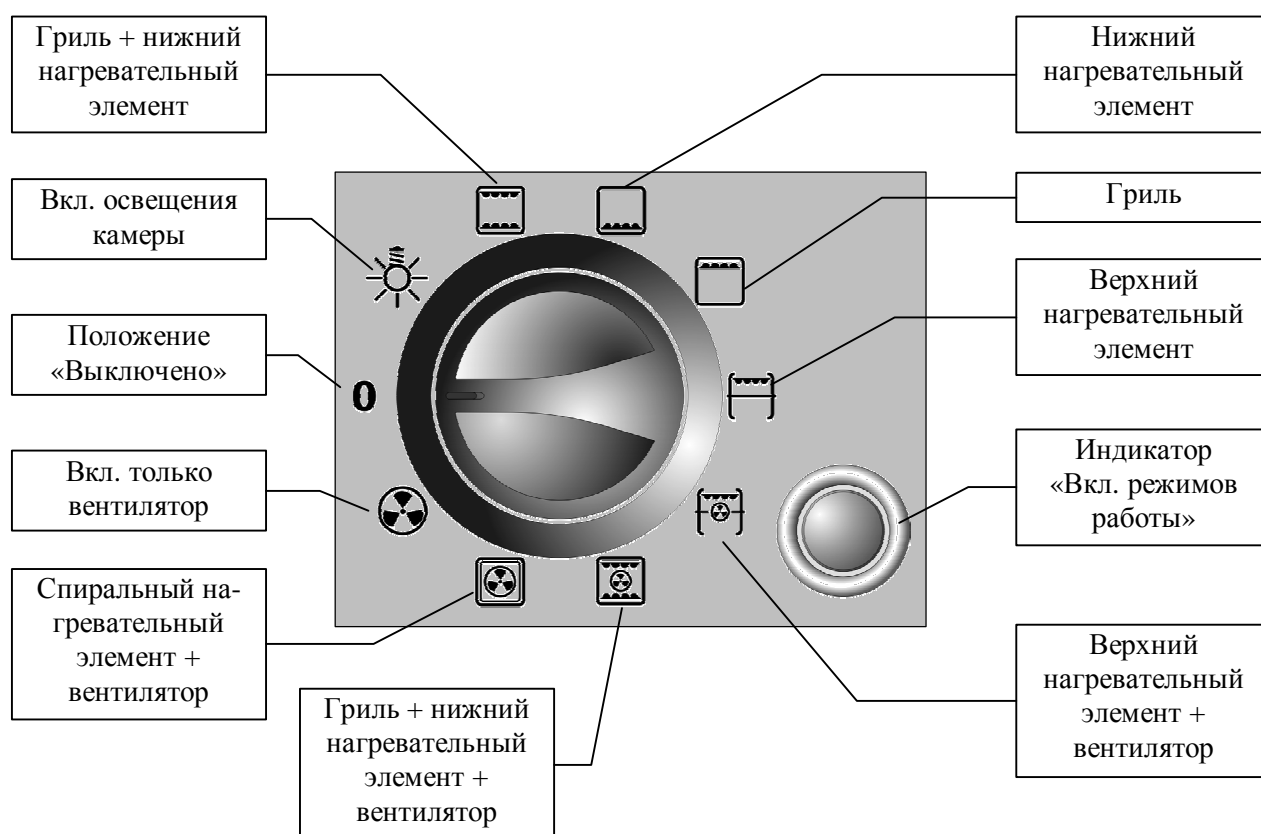 Гриль + нижний
нагревательный
элемент
Вкл. освещения
камеры
Положение
«Выключено»
Вкл. только
вентилятор
Спиральный на-
гревательный
элемент +
вентилятор
Гриль + нижний
нагревательный
элемент +
вентилятор
0
Нижний
нагревательный
элемент
Гриль
Верхний
нагревательный
элемент
Индикатор
«Вкл. режимов
работы»
Верхний
нагревательный
элемент +
вентилятор